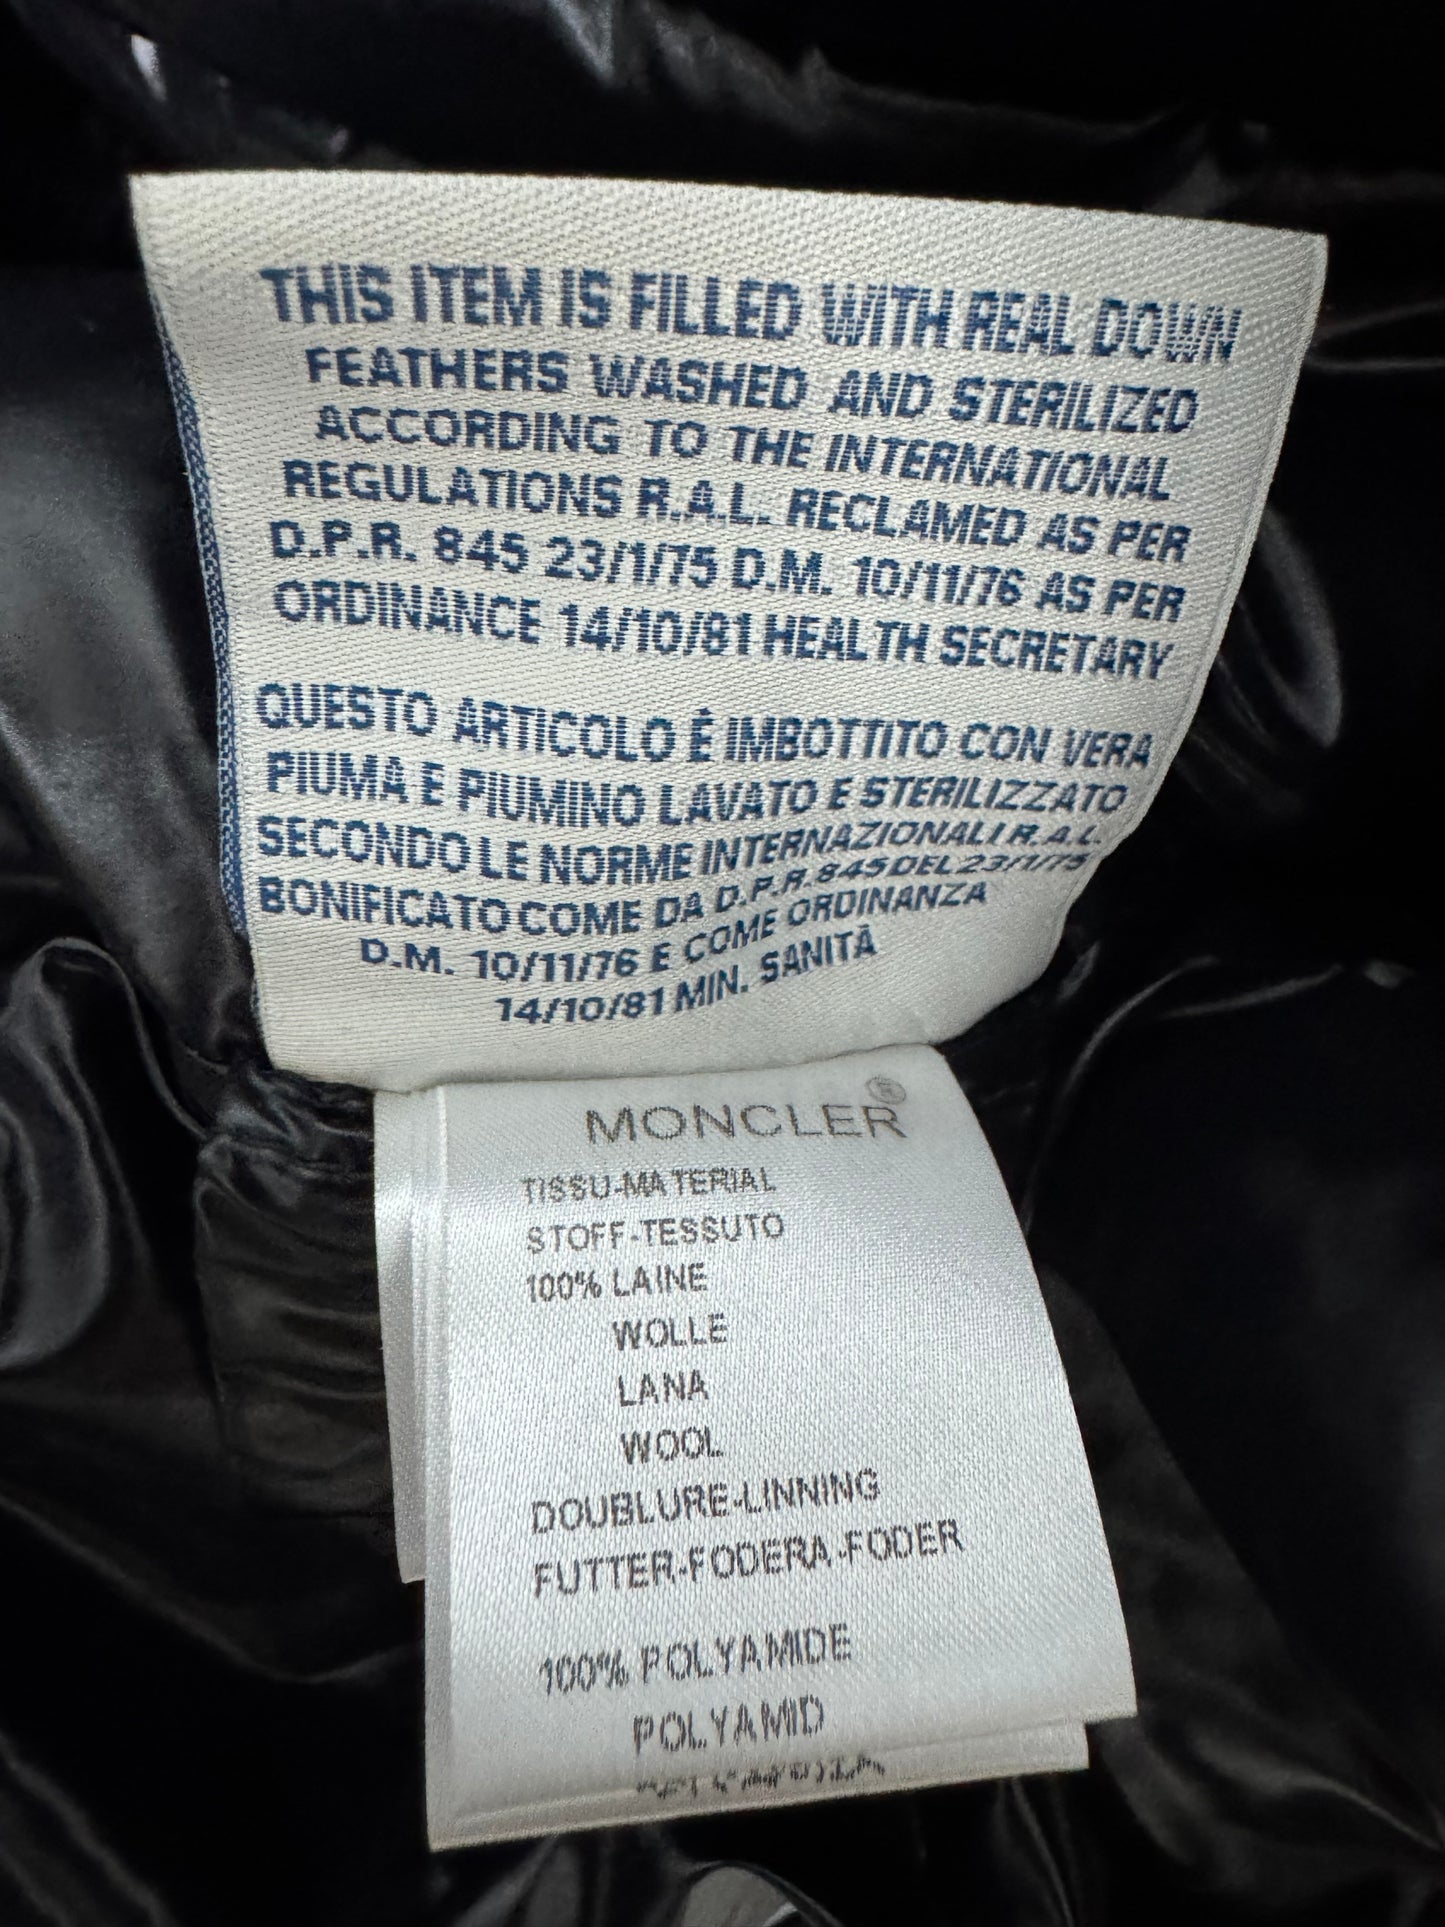 THIS ITEM IS FILLED WITH REAL DOWN
FEATHERS WASHED AND STERILIZED
ACCORDING TO THE INTERNATIONAL
REGULATIONS R.A.L. RECLAMED AS PER
D.P.R. 845 23/1/75 D.M. 10/11/76 AS PER
ORDINANCE 14/10/81 HEALTH SECRETARY
QUESTO ARTICOLO È IMBOTTITO CON VERA
PIUMA E PIUMINO LAVATO E STERILIZZATO
SECONDO LE NORME INTERNAZIONALI R.A.L.
BONIFICATO COME DA D.P.R. 845 DEL 23/1/75
D.M. 10/11/76 E COME ORDINANZA
14/10/81 MIN. SANITÀ
MONCLER®
TISSU-MATERIAL
STOFF-TESSUTO
100% LAINE
WOLLE
LANA
WOOL
DOUBLURE-LINNING
FUTTER-FODERA-FODER
100% POLYAMIDE
POLYAMID